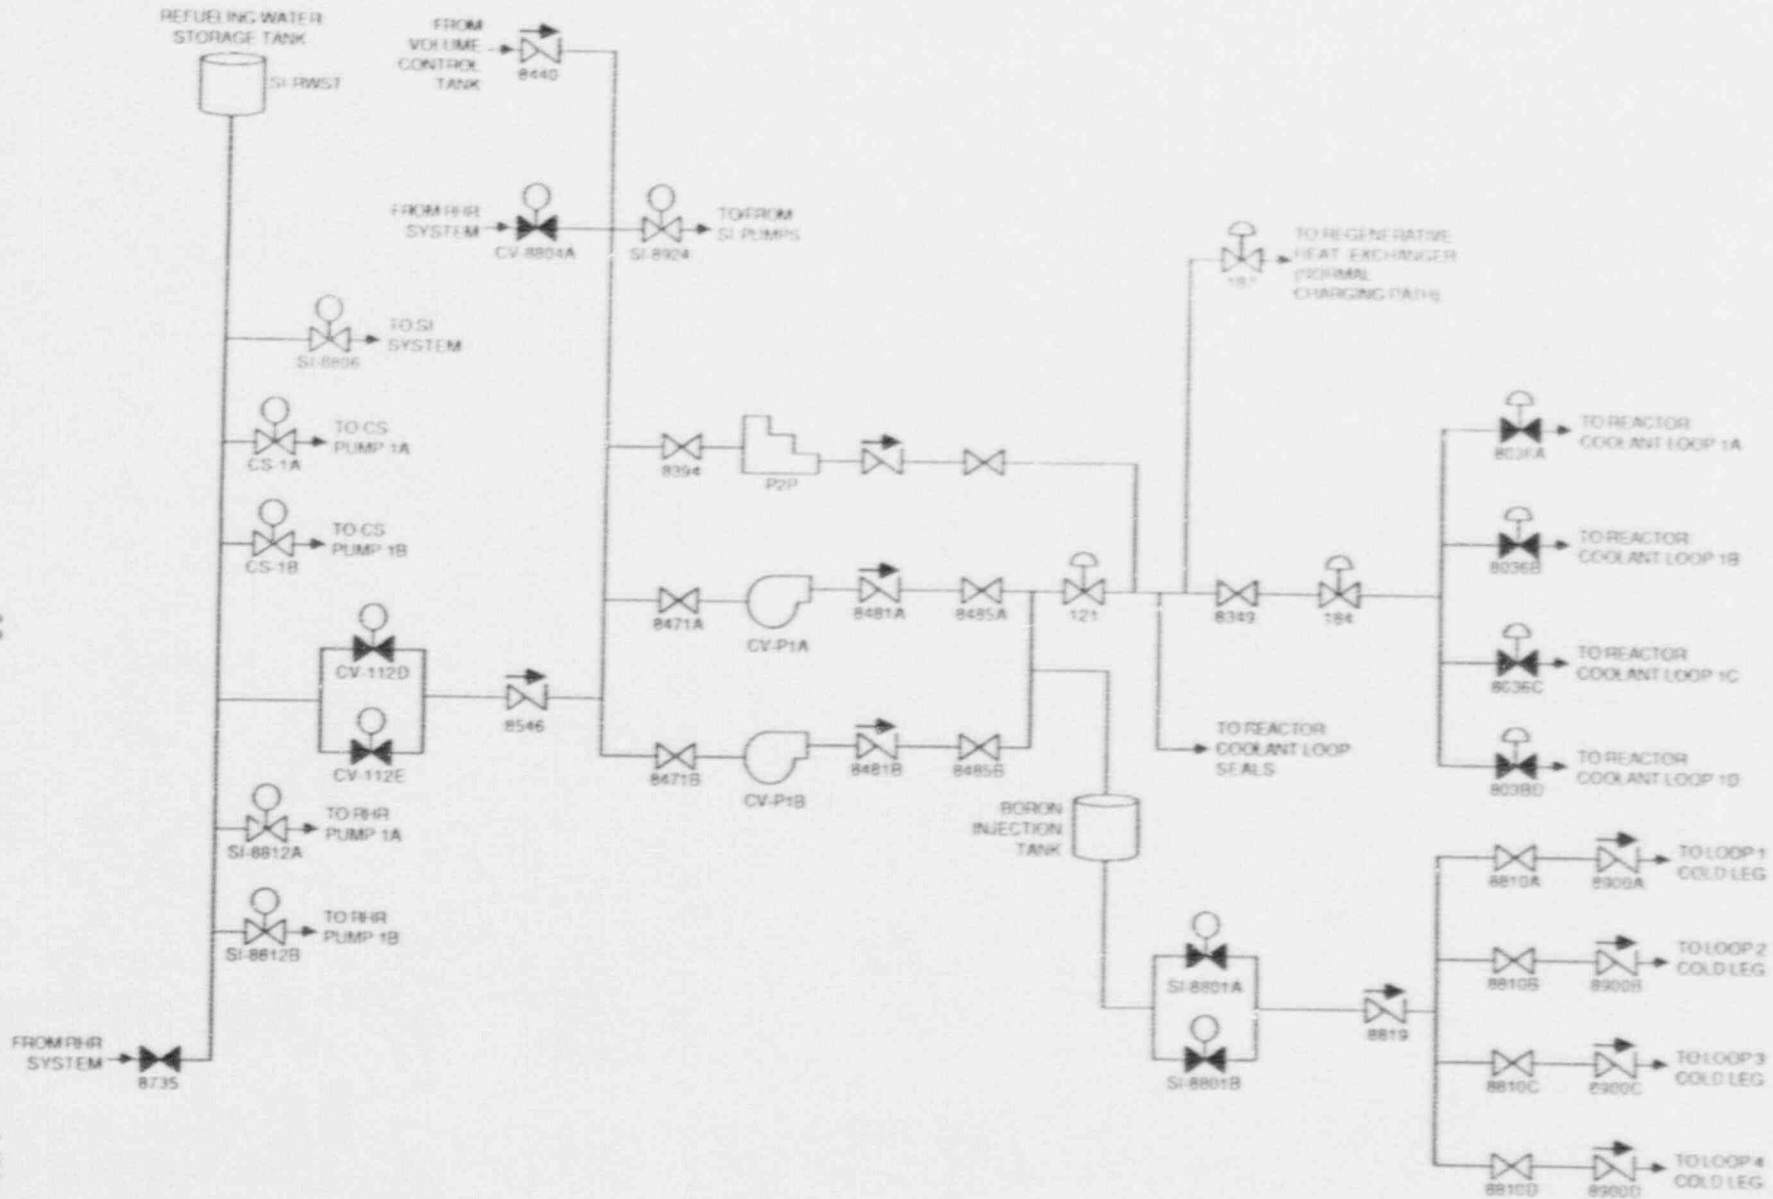 REFUELING WATER
STORAGE TANK
SI-RWST
FROM
VOLUME
CONTROL
TANK
8440
FROM RHR
SYSTEM
CV-8804A
SI-8924
TO/FROM
SI PUMPS
TO REGENERATIVE
HEAT EXCHANGER
(NORMAL
CHARGING PATH)
SI-8806
TO SI
SYSTEM
CS-1A
TO CS
PUMP 1A
CS-1B
TO CS
PUMP 1B
8394
P2P
8036A
TO REACTOR
COOLANT LOOP 1A
8036B
TO REACTOR
COOLANT LOOP 1B
8471A
CV-P1A
8481A
8485A
121
8349
184
8036C
TO REACTOR
COOLANT LOOP 1C
CV-112D
CV-112E
8546
8471B
CV-P1B
8481B
8485B
TO REACTOR
COOLANT LOOP
SEALS
803BD
TO REACTOR
COOLANT LOOP 1D
SI-8812A
TO RHR
PUMP 1A
SI-8812B
TO RHR
PUMP 1B
BORON
INJECTION
TANK
8810A
8900A
TO LOOP 1
COLD LEG
SI-8801A
8810B
8900B
TO LOOP 2
COLD LEG
FROM RHR
SYSTEM
8735
SI-8801B
8819
8810C
8900C
TO LOOP 3
COLD LEG
8810D
8900D
TO LOOP 4
COLD LEG